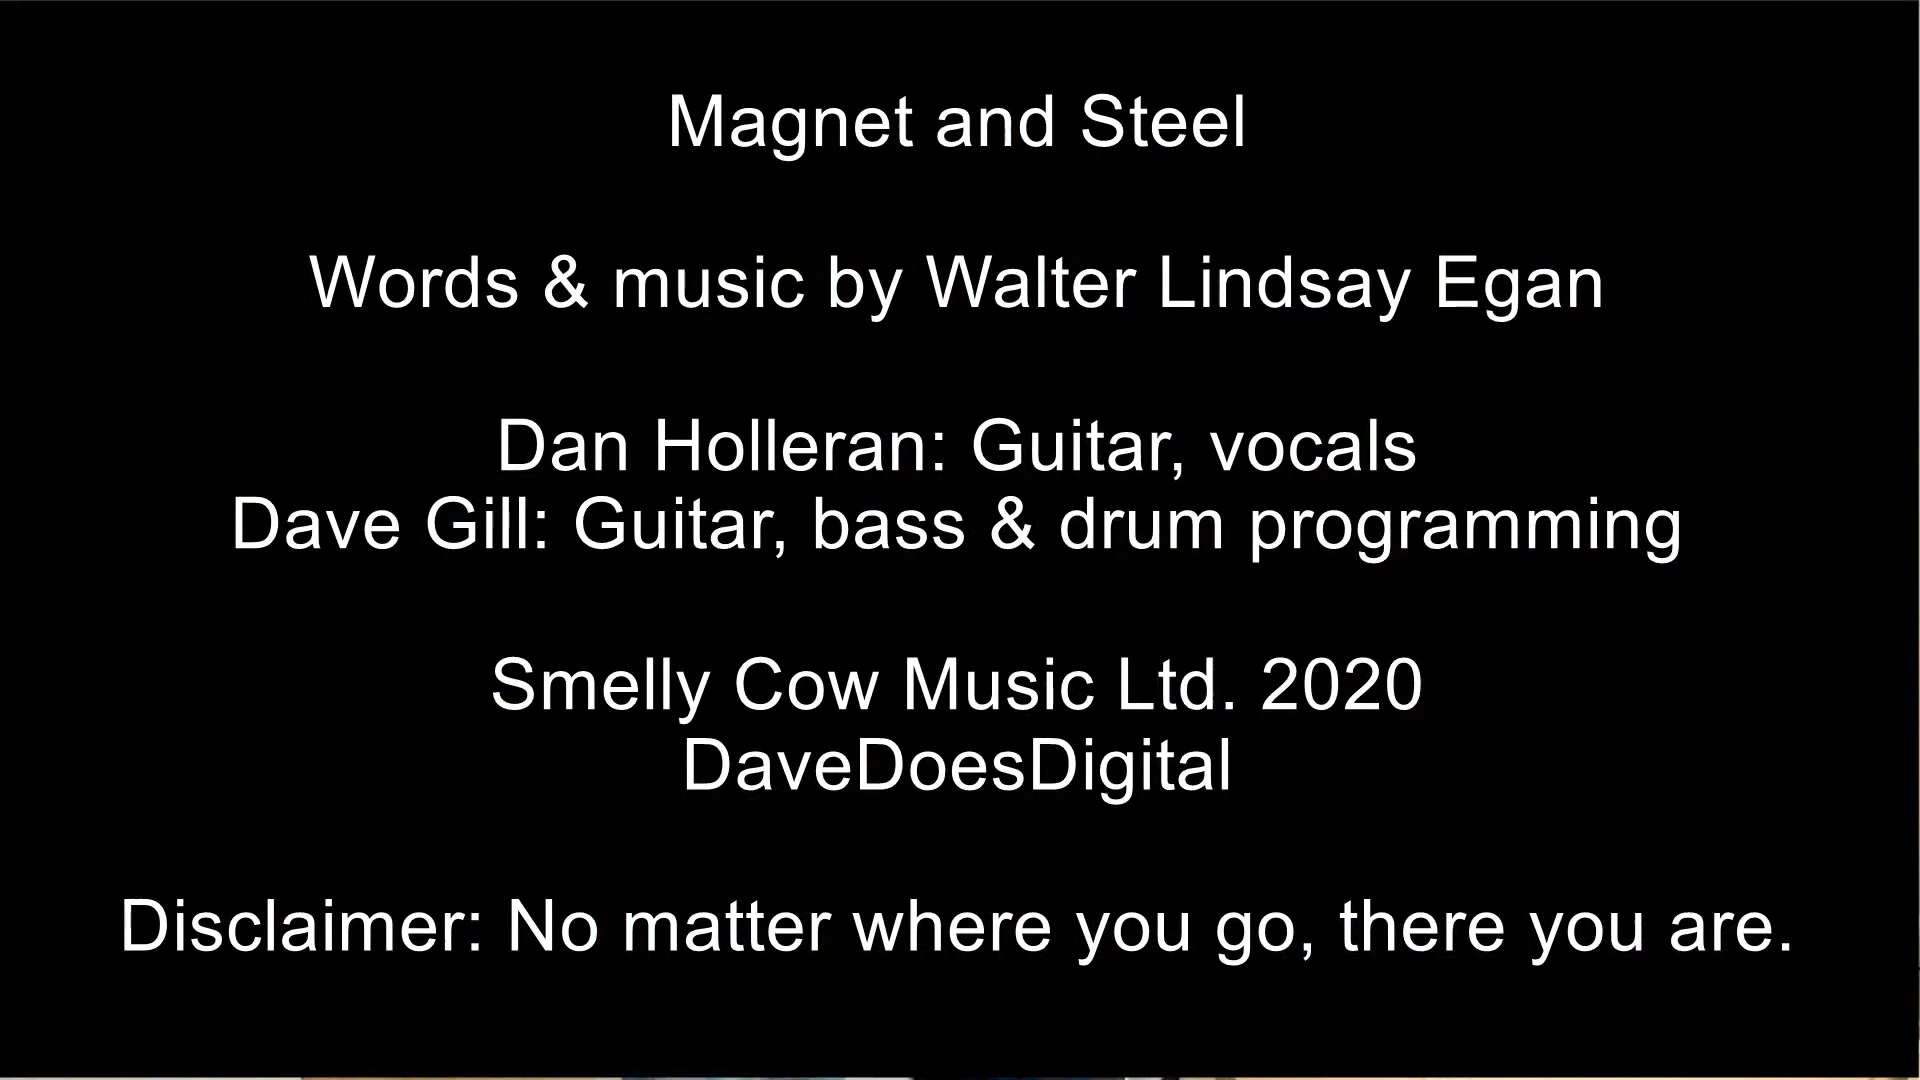 Magnet and Steel
Words & music by Walter Lindsay Egan
Dan Holleran: Guitar, vocals
Dave Gill: Guitar, bass & drum programming
Smelly Cow Music Ltd. 2020
DaveDoesDigital
Disclaimer: No matter where you go, there you are.